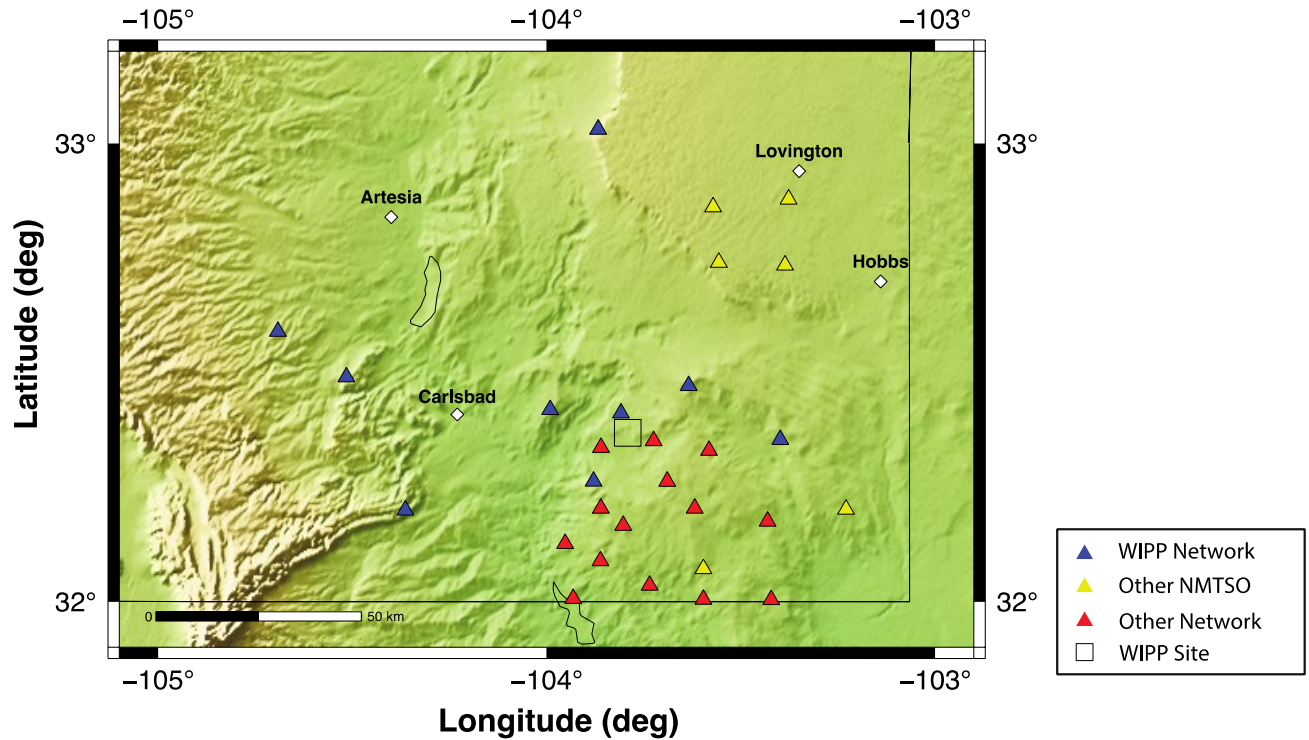 −105°
−104°
−103°
33°
33°
Lovington
Artesia
Hobbs
Latitude (deg)
Carlsbad
32°
32°
0
50 km
−105°
−104°
−103°
Longitude (deg)
WIPP Network
Other NMTSO
Other Network
WIPP Site